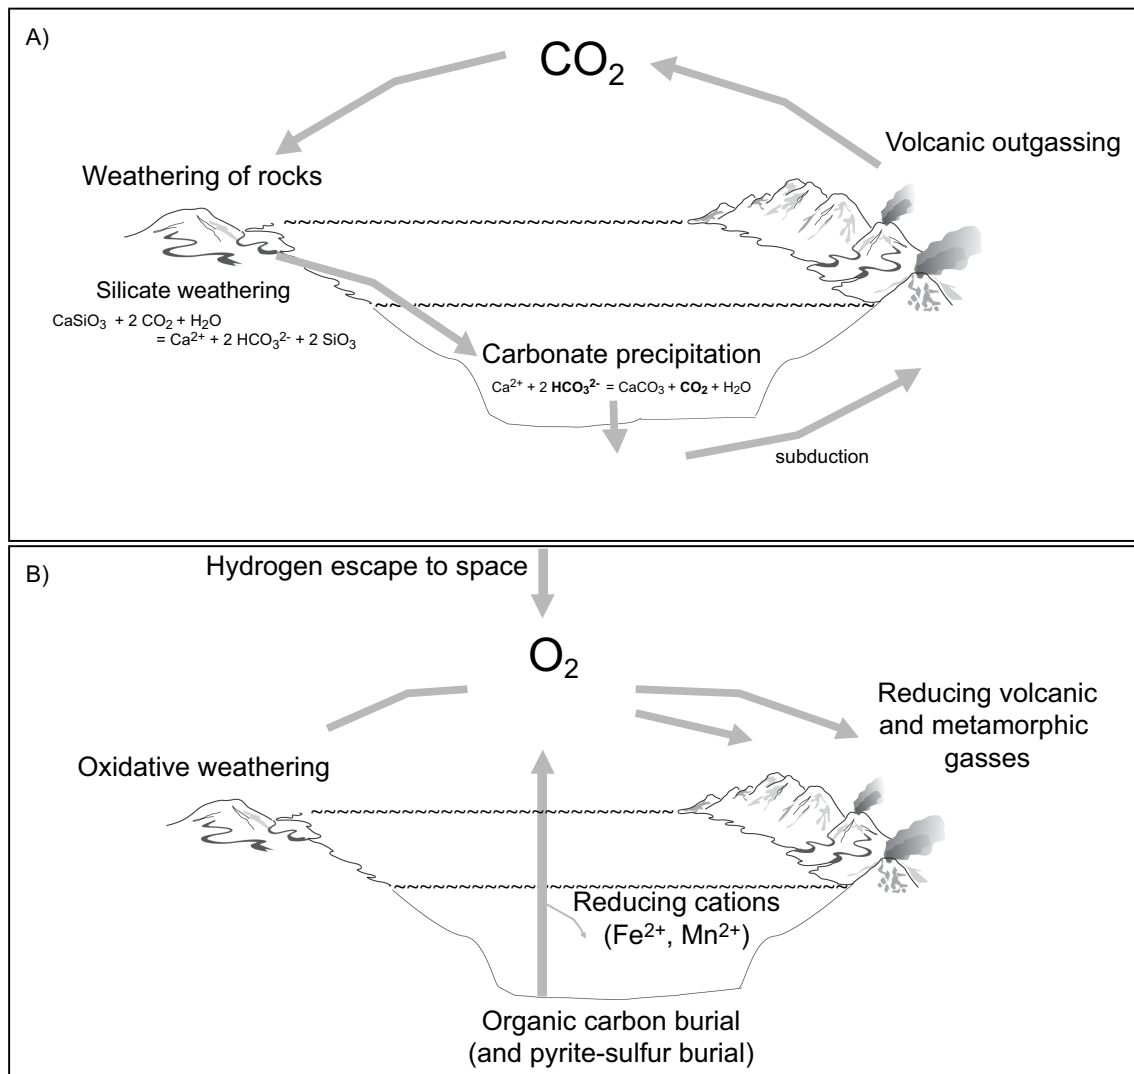 A)
CO₂
Volcanic outgassing
Weathering of rocks
Silicate weathering
CaSiO₃ + 2 CO₂ + H₂O
= Ca²⁺ + 2 HCO₃²⁻ + 2 SiO₃
Carbonate precipitation
Ca²⁺ + 2 HCO₃²⁻ = CaCO₃ + CO₂ + H₂O
subduction
B)
Hydrogen escape to space
O₂
Reducing volcanic
and metamorphic
gasses
Oxidative weathering
Reducing cations
(Fe²⁺, Mn²⁺)
Organic carbon burial
(and pyrite-sulfur burial)